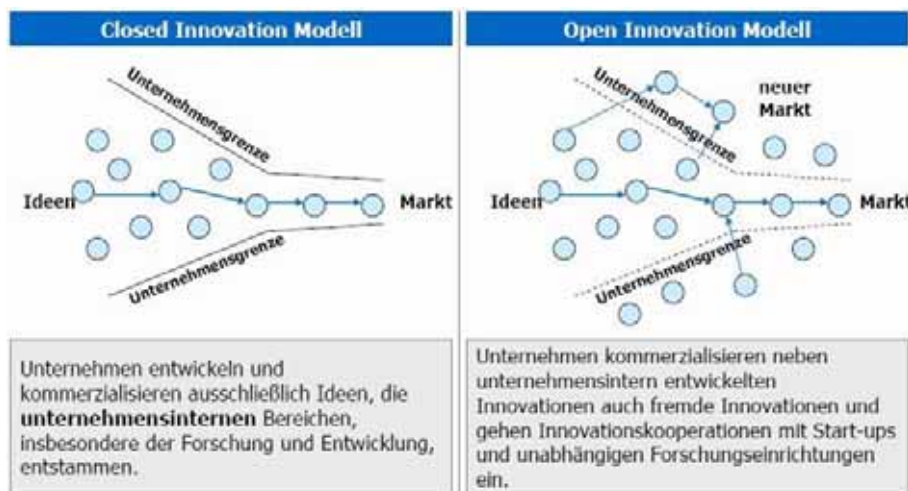 Closed Innovation Modell
Unternehmensgrenze
Ideen
Markt
Unternehmensgrenze
Unternehmen entwickeln und
kommerzialisieren ausschließlich Ideen, die
unternehmensinternen Bereichen,
insbesondere der Forschung und Entwicklung,
entstammen.
Open Innovation Modell
Unternehmensgrenze
neuer
Markt
Ideen
Markt
Unternehmensgrenze
Unternehmen kommerzialisieren neben
unternehmensintern entwickelten
Innovationen auch fremde Innovationen und
gehen Innovationskooperationen mit Start-ups
und unabhängigen Forschungseinrichtungen
ein.